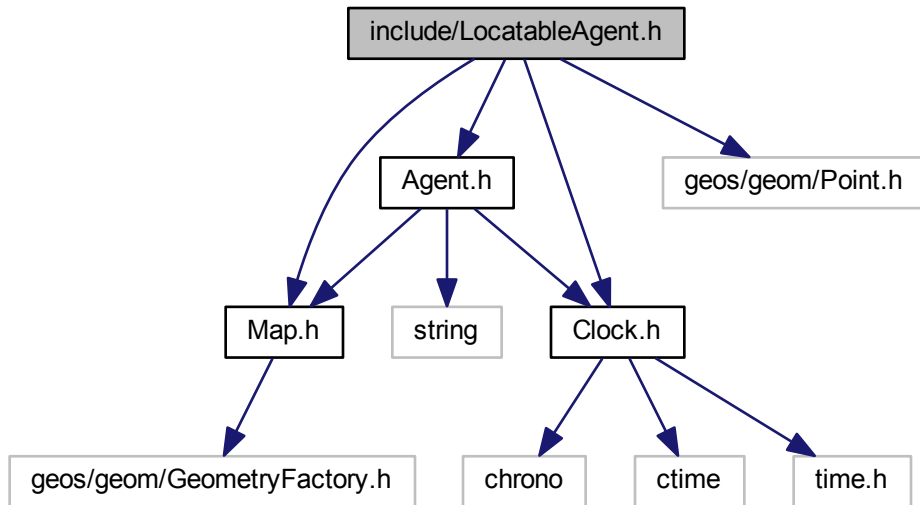 include/LocatableAgent.h
Agent.h
geos/geom/Point.h
Map.h
string
Clock.h
geos/geom/GeometryFactory.h
chrono
ctime
time.h